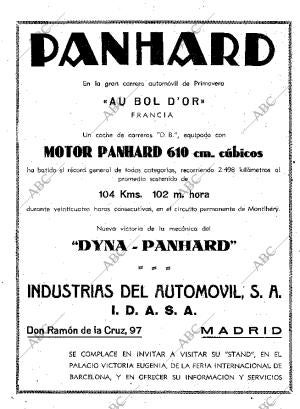 PANHARD
En la gran carrera automóvil de Primavera
«AU BOL D'OR»
FRANCIA
Un coche de carreras "D. B.", equipado con
MOTOR PANHARD 610 cm. cúbicos
ha batido el récord general de todas categorías, recorriendo 2.498 kilómetros al
promedio sostenido de
104 Kms. 102 m. hora
durante veinticuatro horas consecutivas, en el circuito permanente de Montlhéry.
Nueva victoria de la mecánica del
"DYNA - PANHARD"
INDUSTRIAS DEL AUTOMOVIL, S. A.
I. D. A. S. A.
Don Ramón de la Cruz, 97 MADRID
SE COMPLACE EN INVITAR A VISITAR SU "STAND", EN EL
PALACIO VICTORIA EUGENIA, DE LA FERIA INTERNACIONAL DE
BARCELONA, Y EN OFRECER SU INFORMACIÓN Y SERVICIOS